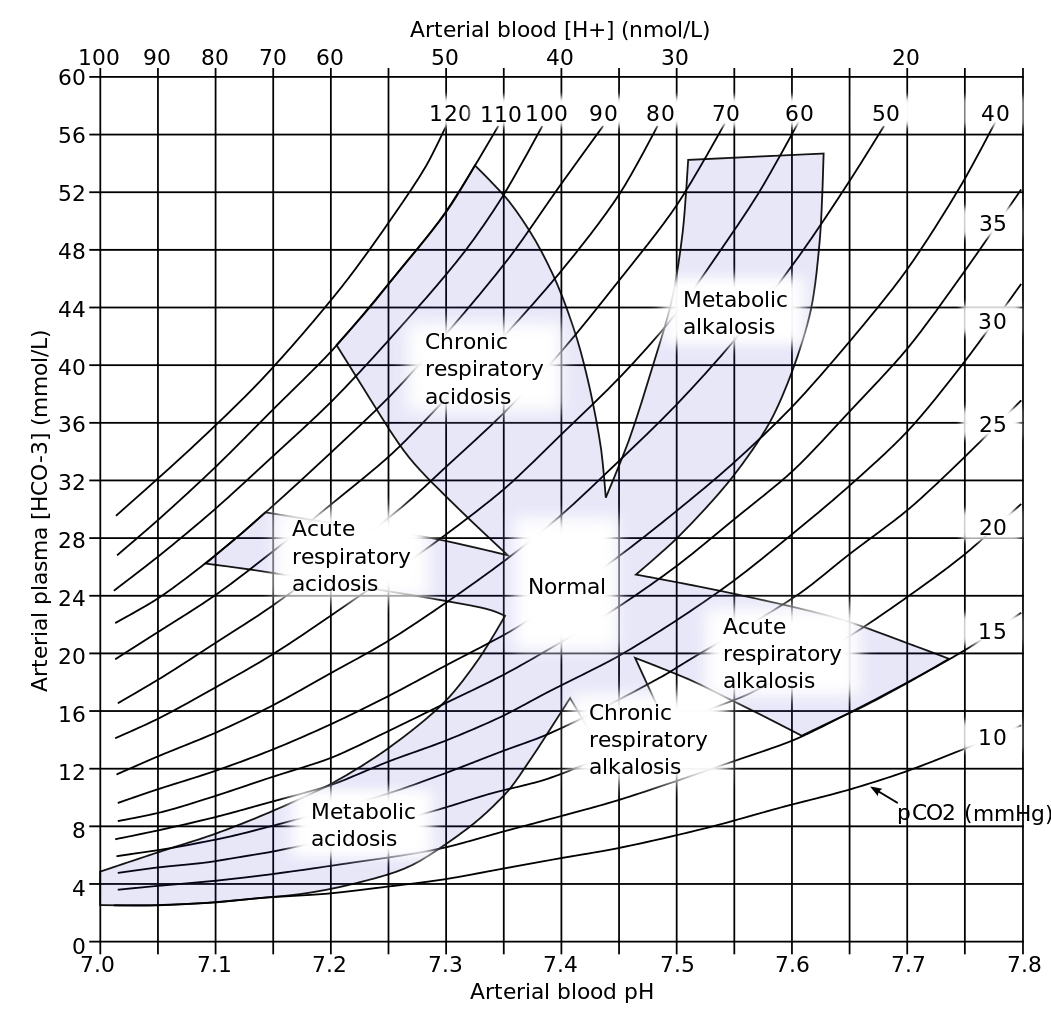 Arterial blood [H+] (nmol/L)
100 90 80 70 60 50 40 30 20
60
120 110 100 90 80 70 60 50 40
56
52
35
48
Metabolic
alkalosis
44
30
Chronic
respiratory
acidosis
40
36
25
32
Acute
respiratory
acidosis
28
20
Normal
24
Acute
respiratory
alkalosis
15
20
Chronic
respiratory
alkalosis
16
10
12
Metabolic
acidosis
pCO2 (mmHg)
8
4
0
7.0 7.1 7.2 7.3 7.4 7.5 7.6 7.7 7.8
Arterial blood pH
Arterial plasma [HCO-3] (mmol/L)